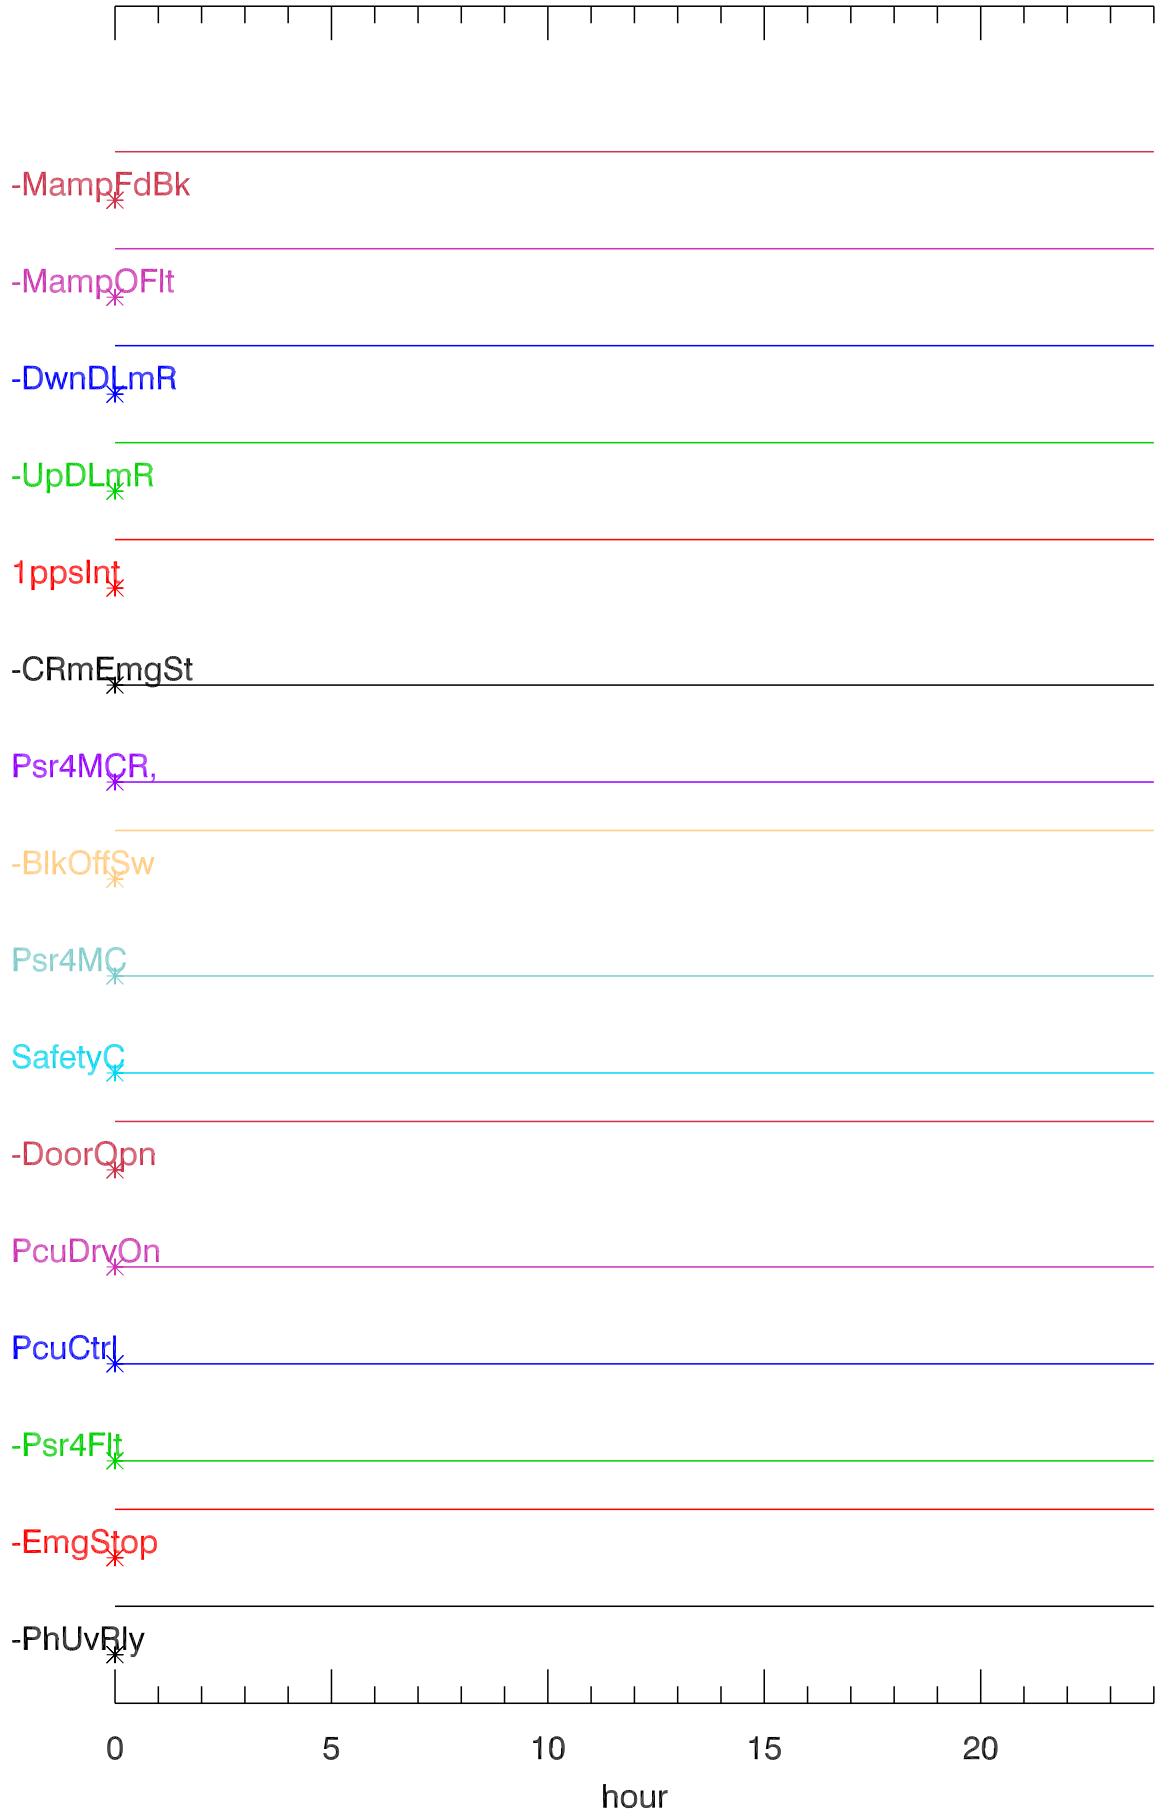 -MampFdBk
-MampOFlt
-DwnDLmR
-UpDLmR
1ppsInt
-CRmEmgSt
Psr4MCR,
-BlkOffSw
Psr4MC
SafetyC
-DoorOpn
PcuDrvOn
PcuCtrl
-Psr4Flt
-EmgStop
-PhUvRly
0 5 10 15 20
hour